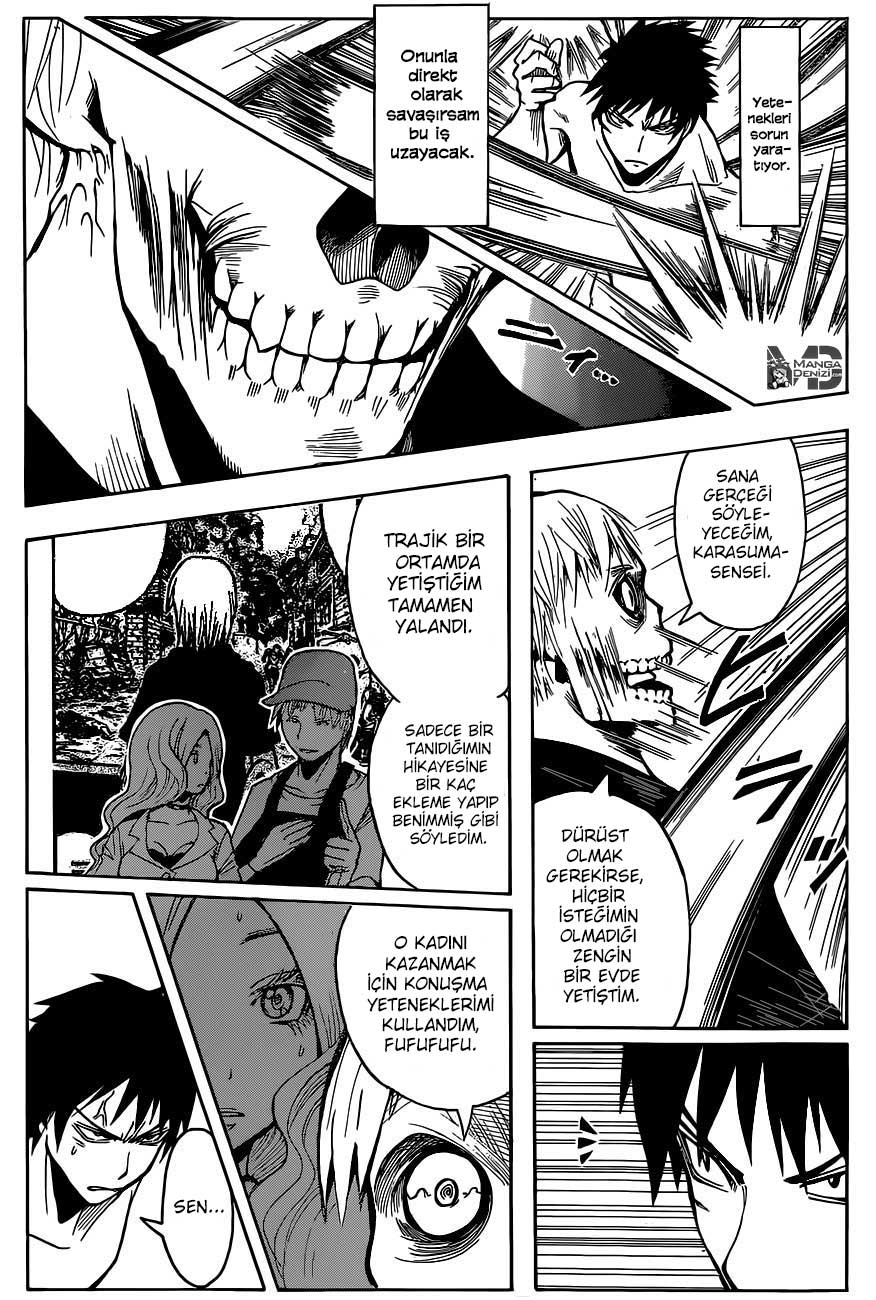 Yete-
nekleri
sorun
yara-
tıyor.
Onunla
direkt
olarak
savaşırsam
bu iş
uzayacak.
MANGA
DENİZİ
SANA
GERÇEĞİ
SÖYLE-
YECEĞİM,
KARASUMA-
SENSEI.
DÜRÜST
OLMAK
GEREKİRSE,
HİÇBİR
İSTEĞİMİN
OLMADIĞI
ZENGİN
BİR EVDE
YETİŞTİM.
TRAJİK BİR
ORTAMDA
YETİŞTİĞİM
TAMAMEN
YALANDI.
SADECE BİR
TANIDIĞIMIN
HİKAYESİNE
BİR KAÇ
EKLEME YAPIP
BENİMMİŞ GİBİ
SÖYLEDİM.
O KADINI
KAZANMAK
İÇİN KONUŞMA
YETENEKLERİMİ
KULLANDIM,
FUFUFUFU.
SEN...